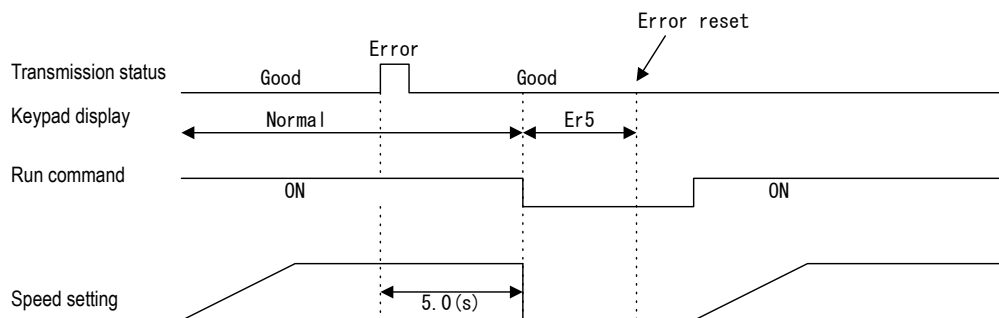 Error reset
Error
Transmission status
Good
Good
Keypad display
Normal
Er5
Run command
ON
ON
Speed setting
5.0(s)